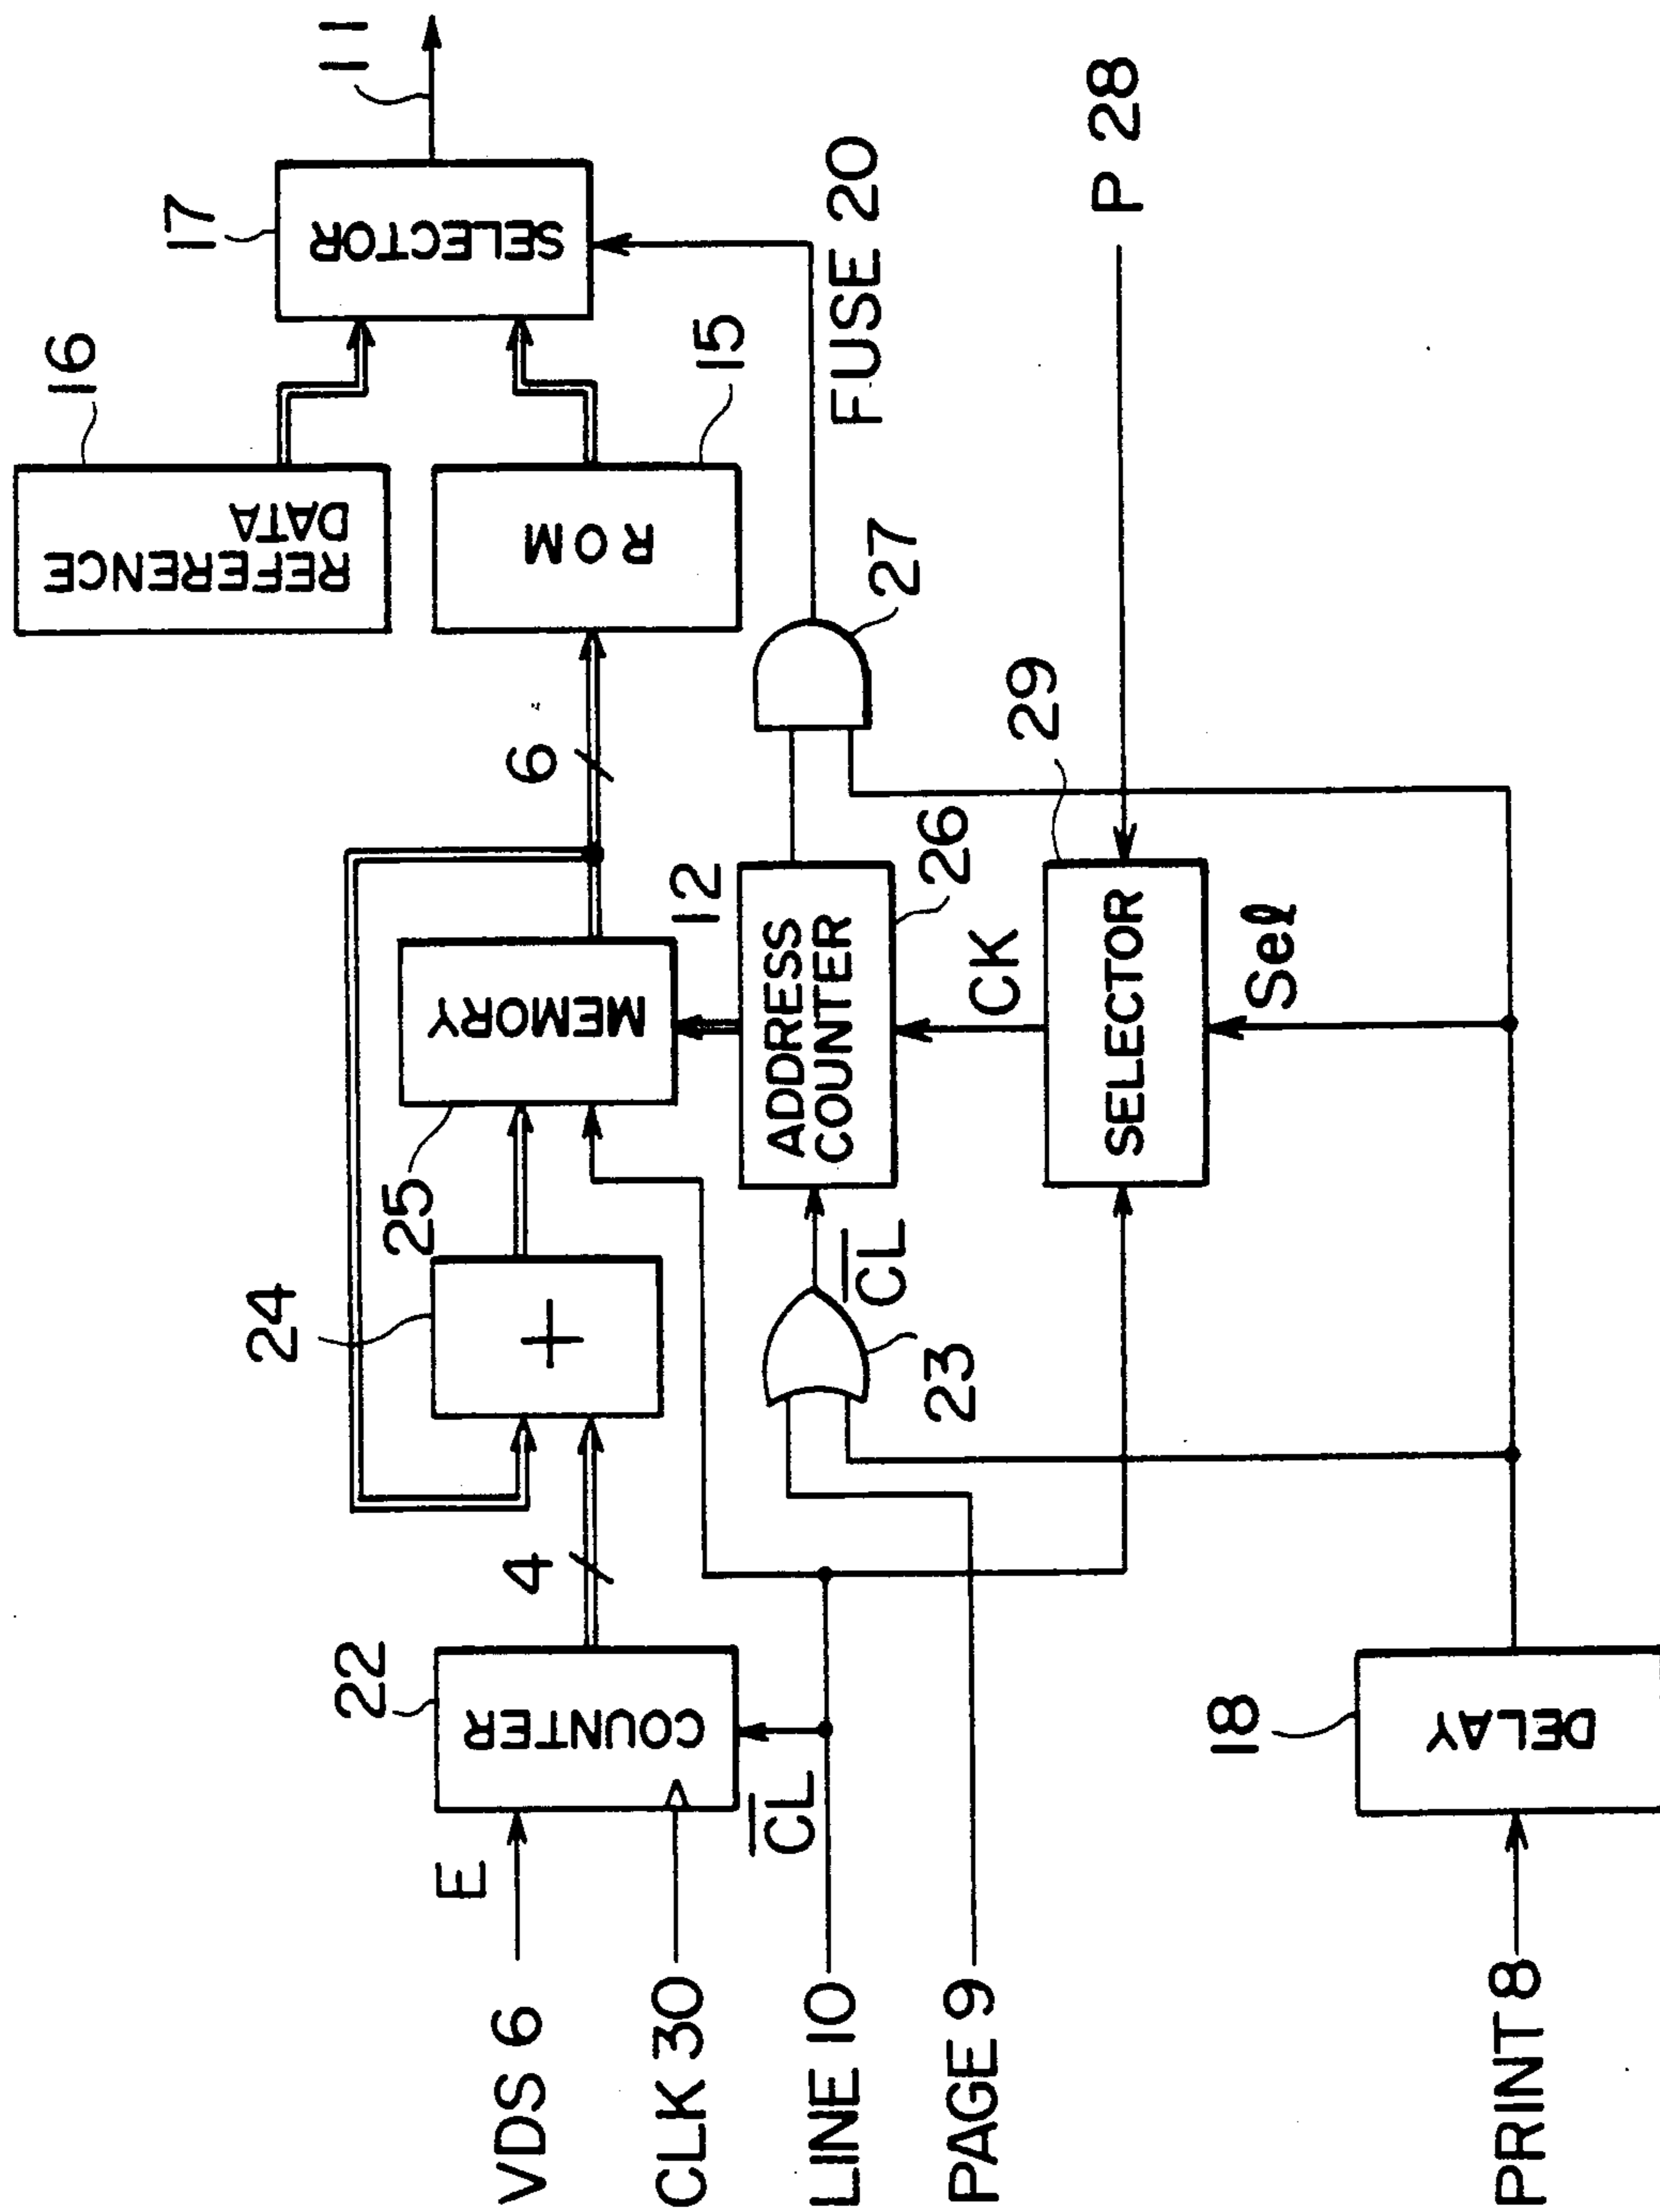 VDS 6
E
CLK 30
LINE 10
PAGE 9
PRINT 8
CL
22
COUNTER
4
24
+
25
MEMORY
12
6
16
REFERENCE
DATA
ROM
15
17
SELECTOR
11
FUSE 20
27
23
CL
ADDRESS
COUNTER
26
CK
29
SELECTOR
Sel
P 28
18
DELAY